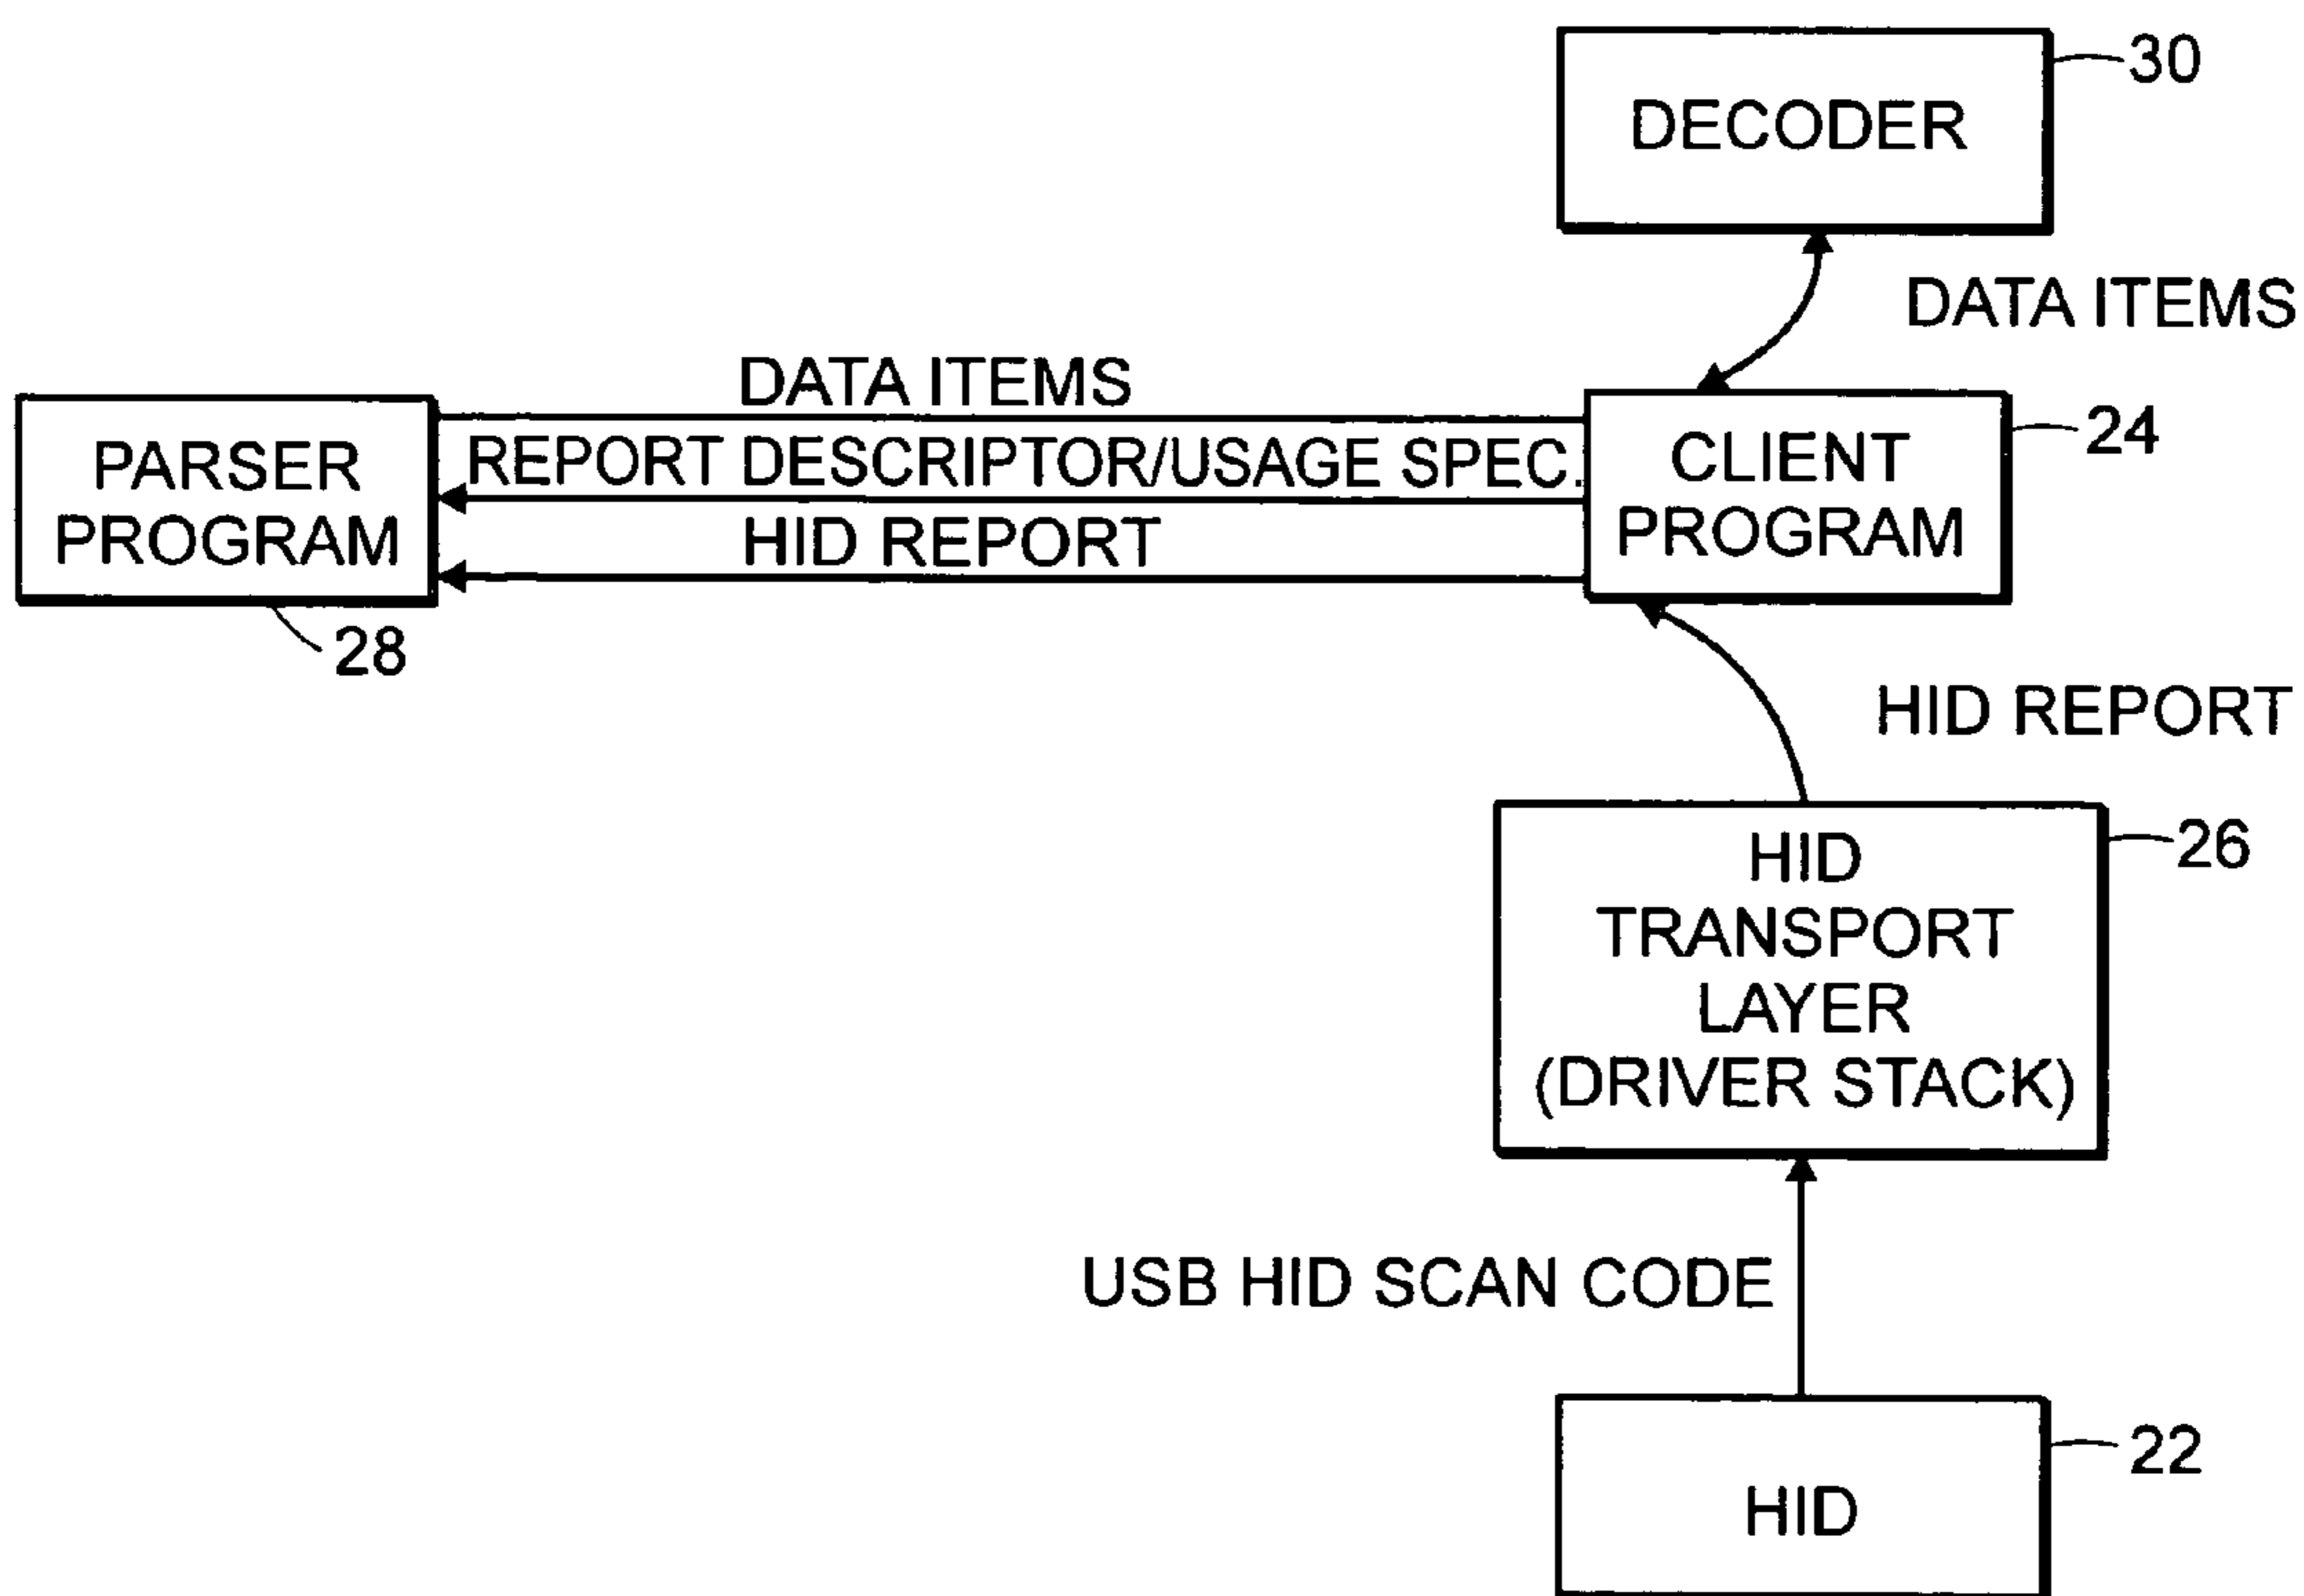 30
DECODER
DATA ITEMS
DATA ITEMS
REPORT DESCRIPTOR/USAGE SPEC.
HID REPORT
PARSER
PROGRAM
28
CLIENT
PROGRAM
24
HID REPORT
HID
TRANSPORT
LAYER
(DRIVER STACK)
26
USB HID SCAN CODE
22
HID